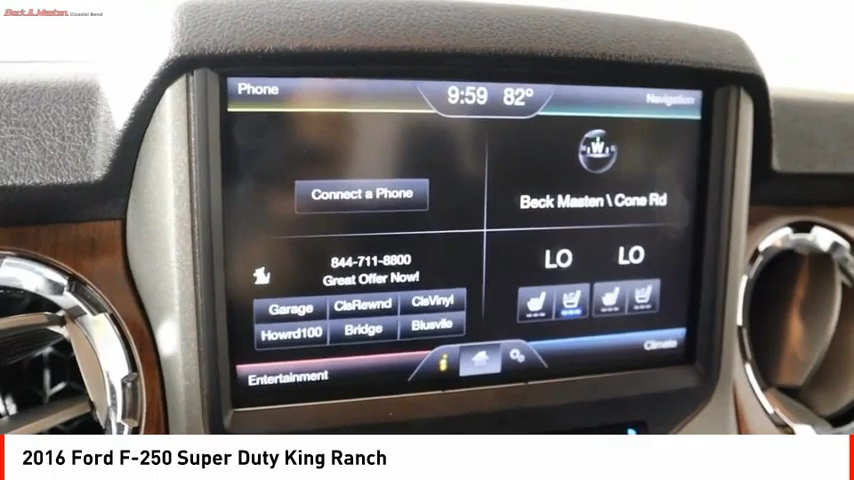 Beck & Masten Coastal Bend
Phone
9:59 82°
Navigation
W
Connect a Phone
Beck Masten \ Cone Rd
844-711-8800
Great Offer Now!
LO LO
Garage ClsRewnd ClsVinyl
Howrd100 Bridge Blusvlle
Entertainment
Climate
2016 Ford F-250 Super Duty King Ranch